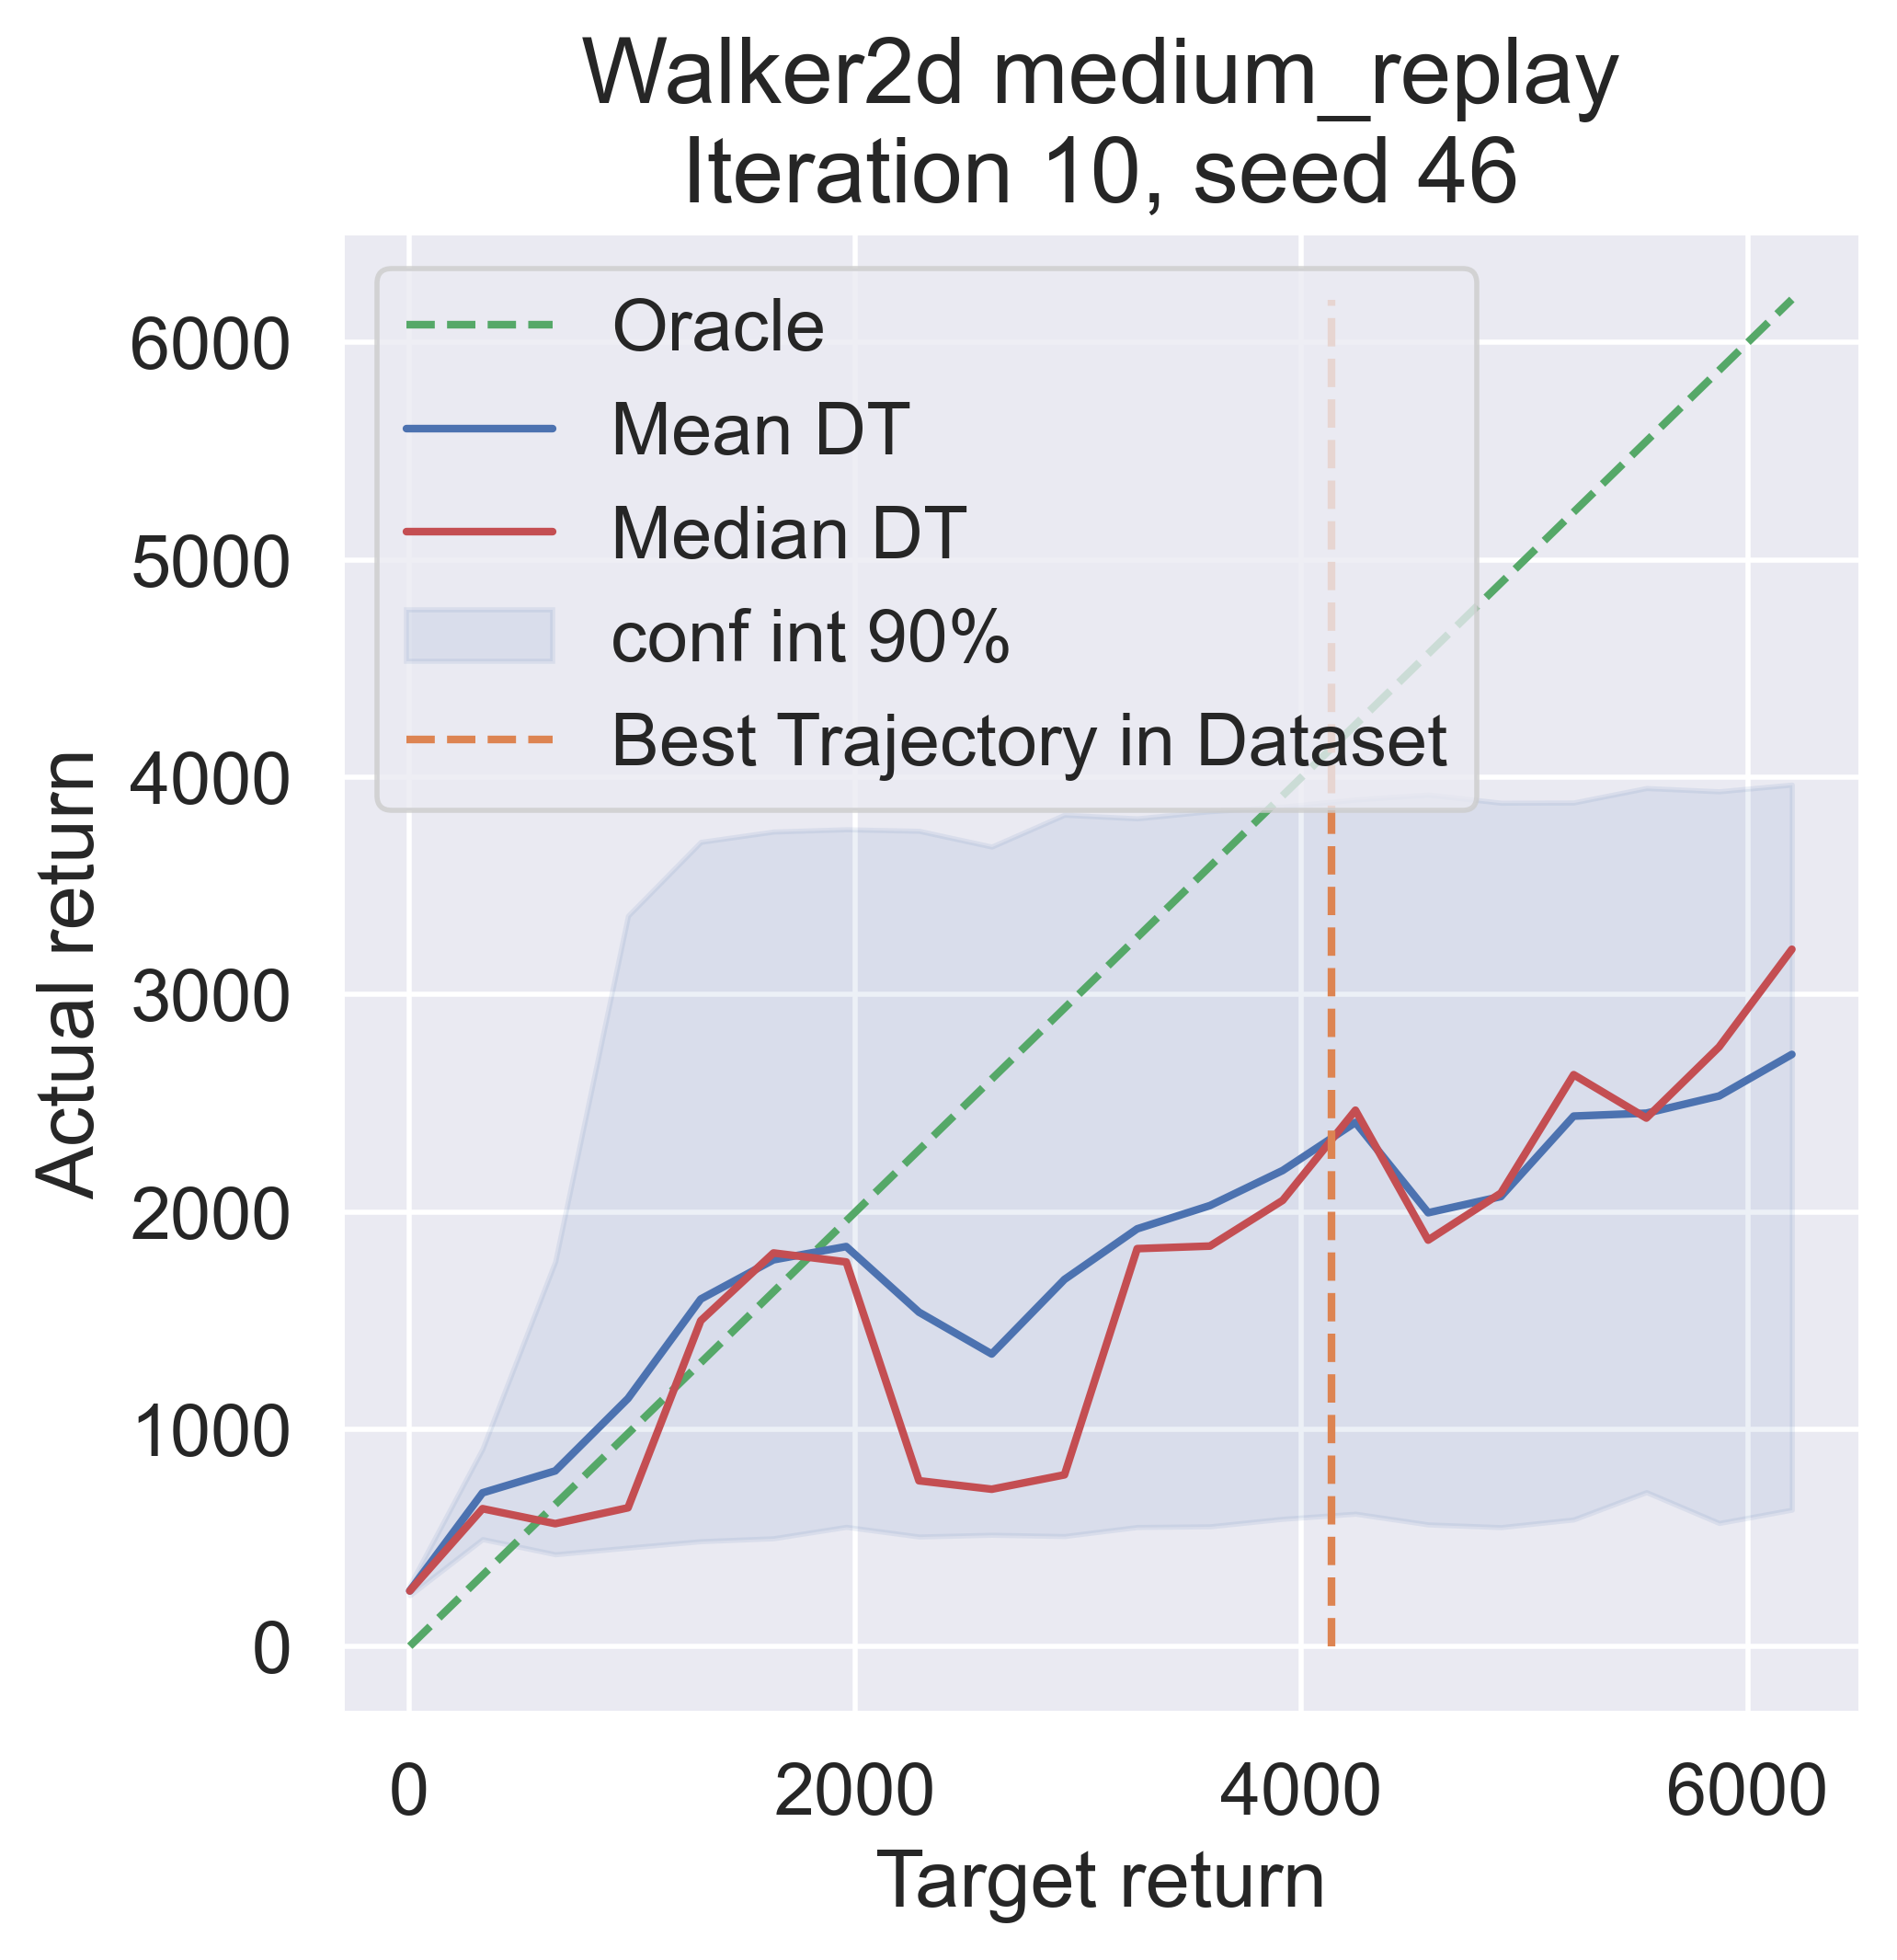 Walker2d medium_replay
Iteration 10, seed 46
Oracle
Mean DT
Median DT
conf int 90%
Best Trajectory in Dataset
6000
5000
4000
3000
2000
1000
0
Actual return
0 2000 4000 6000
Target return